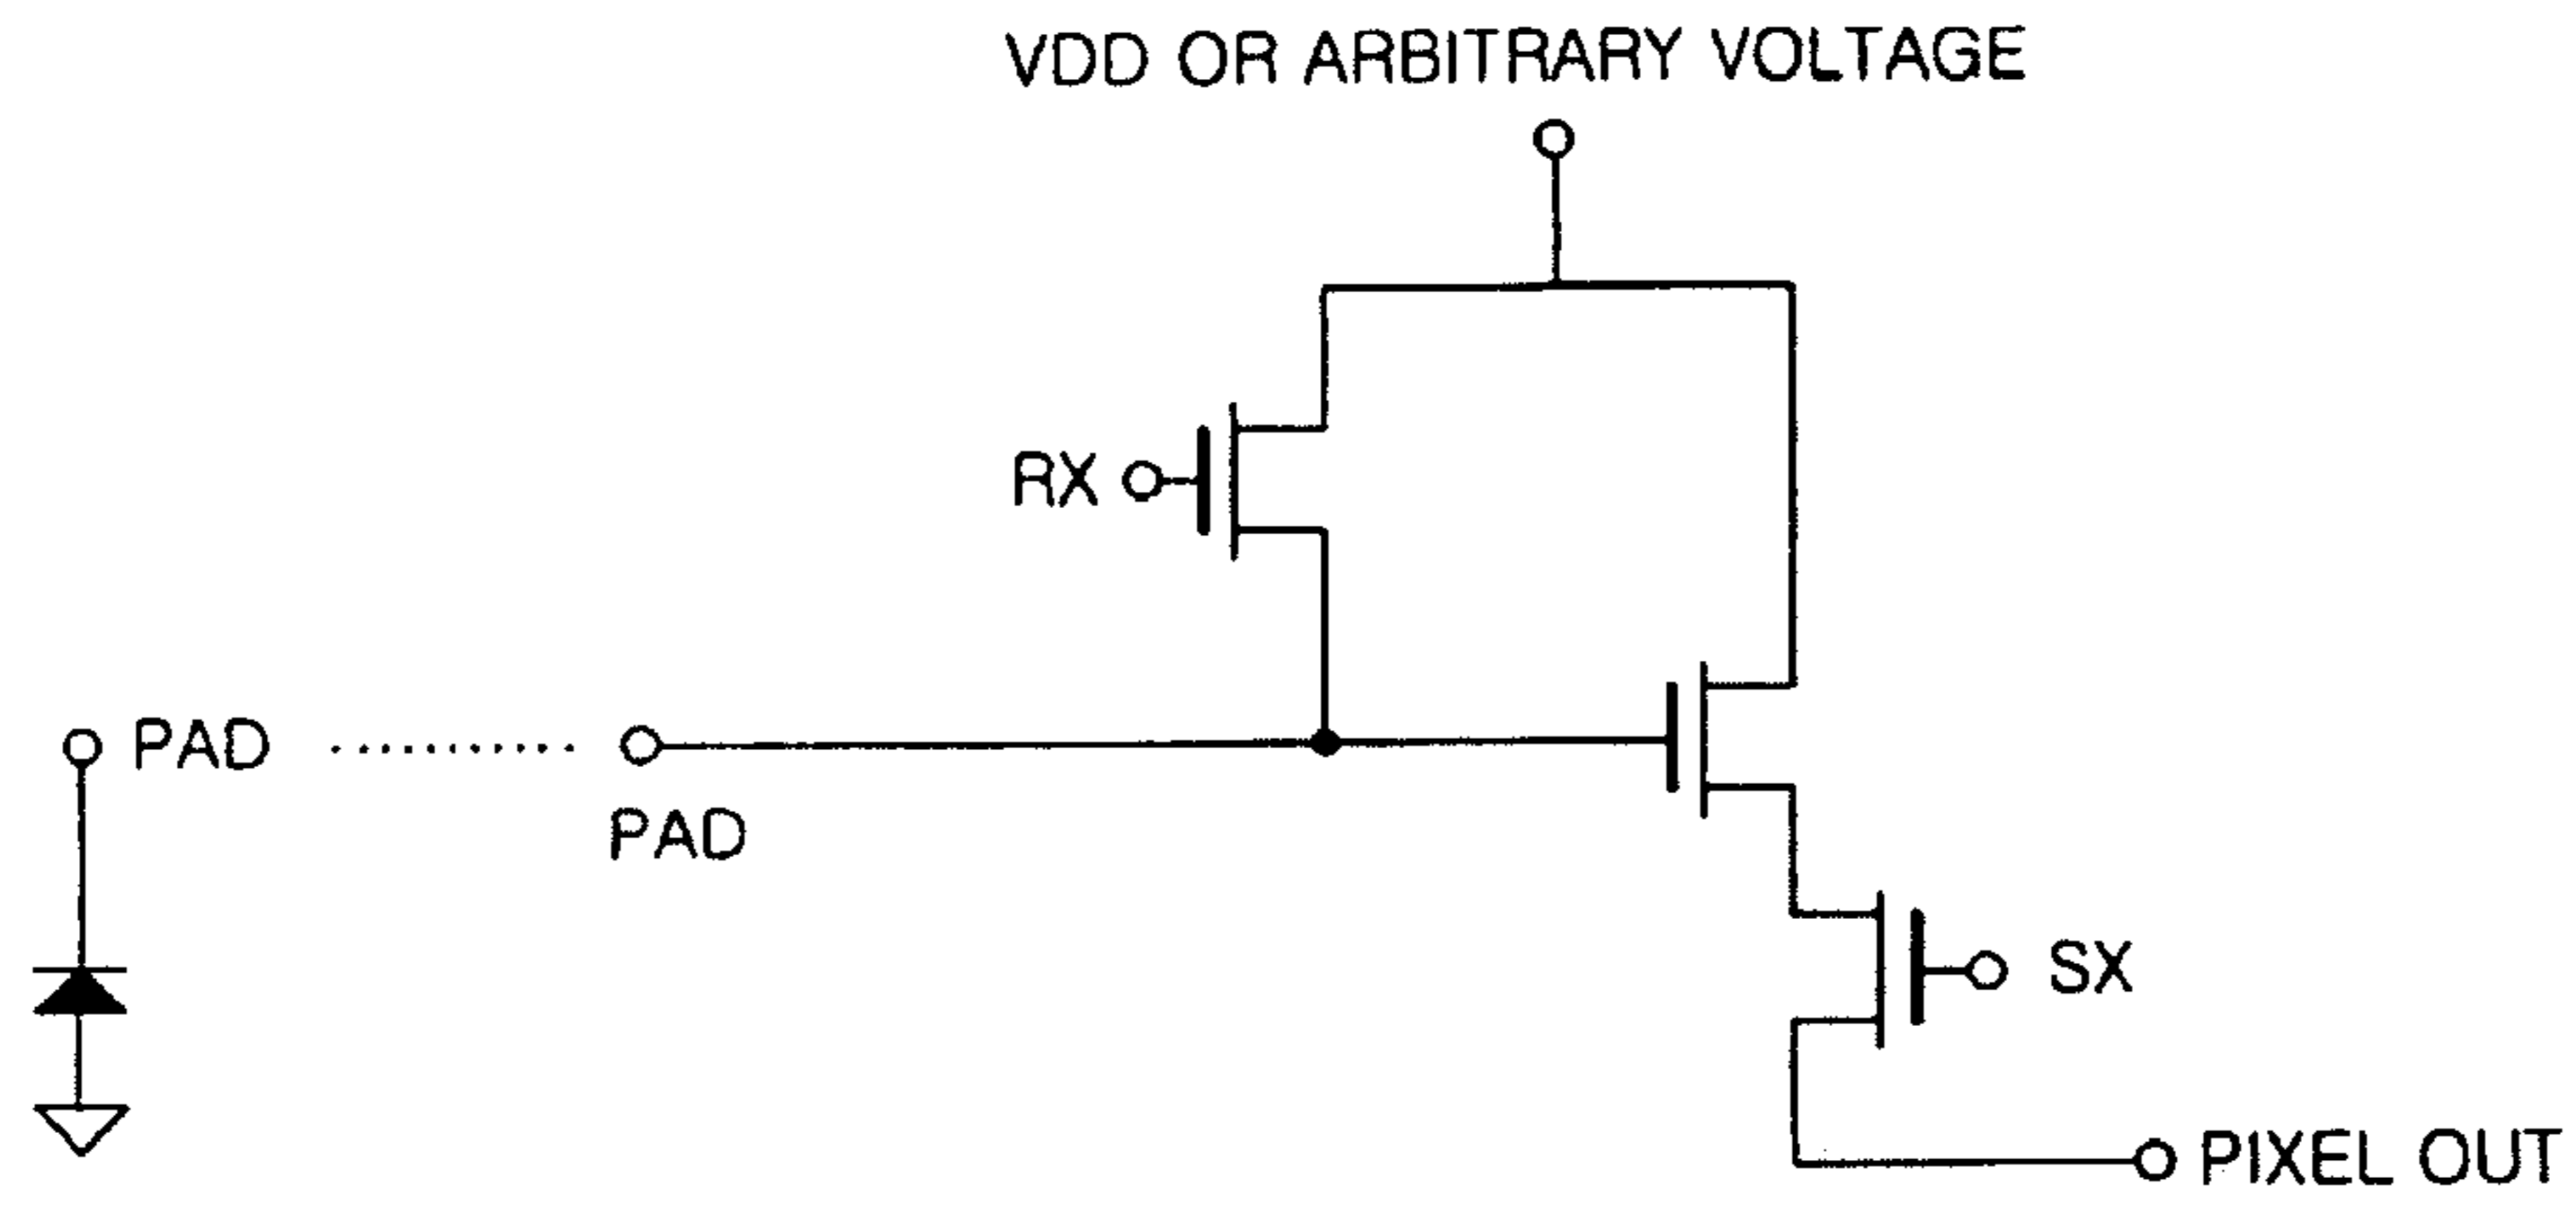 VDD OR ARBITRARY VOLTAGE
RX
PAD
PAD
SX
PIXEL OUT